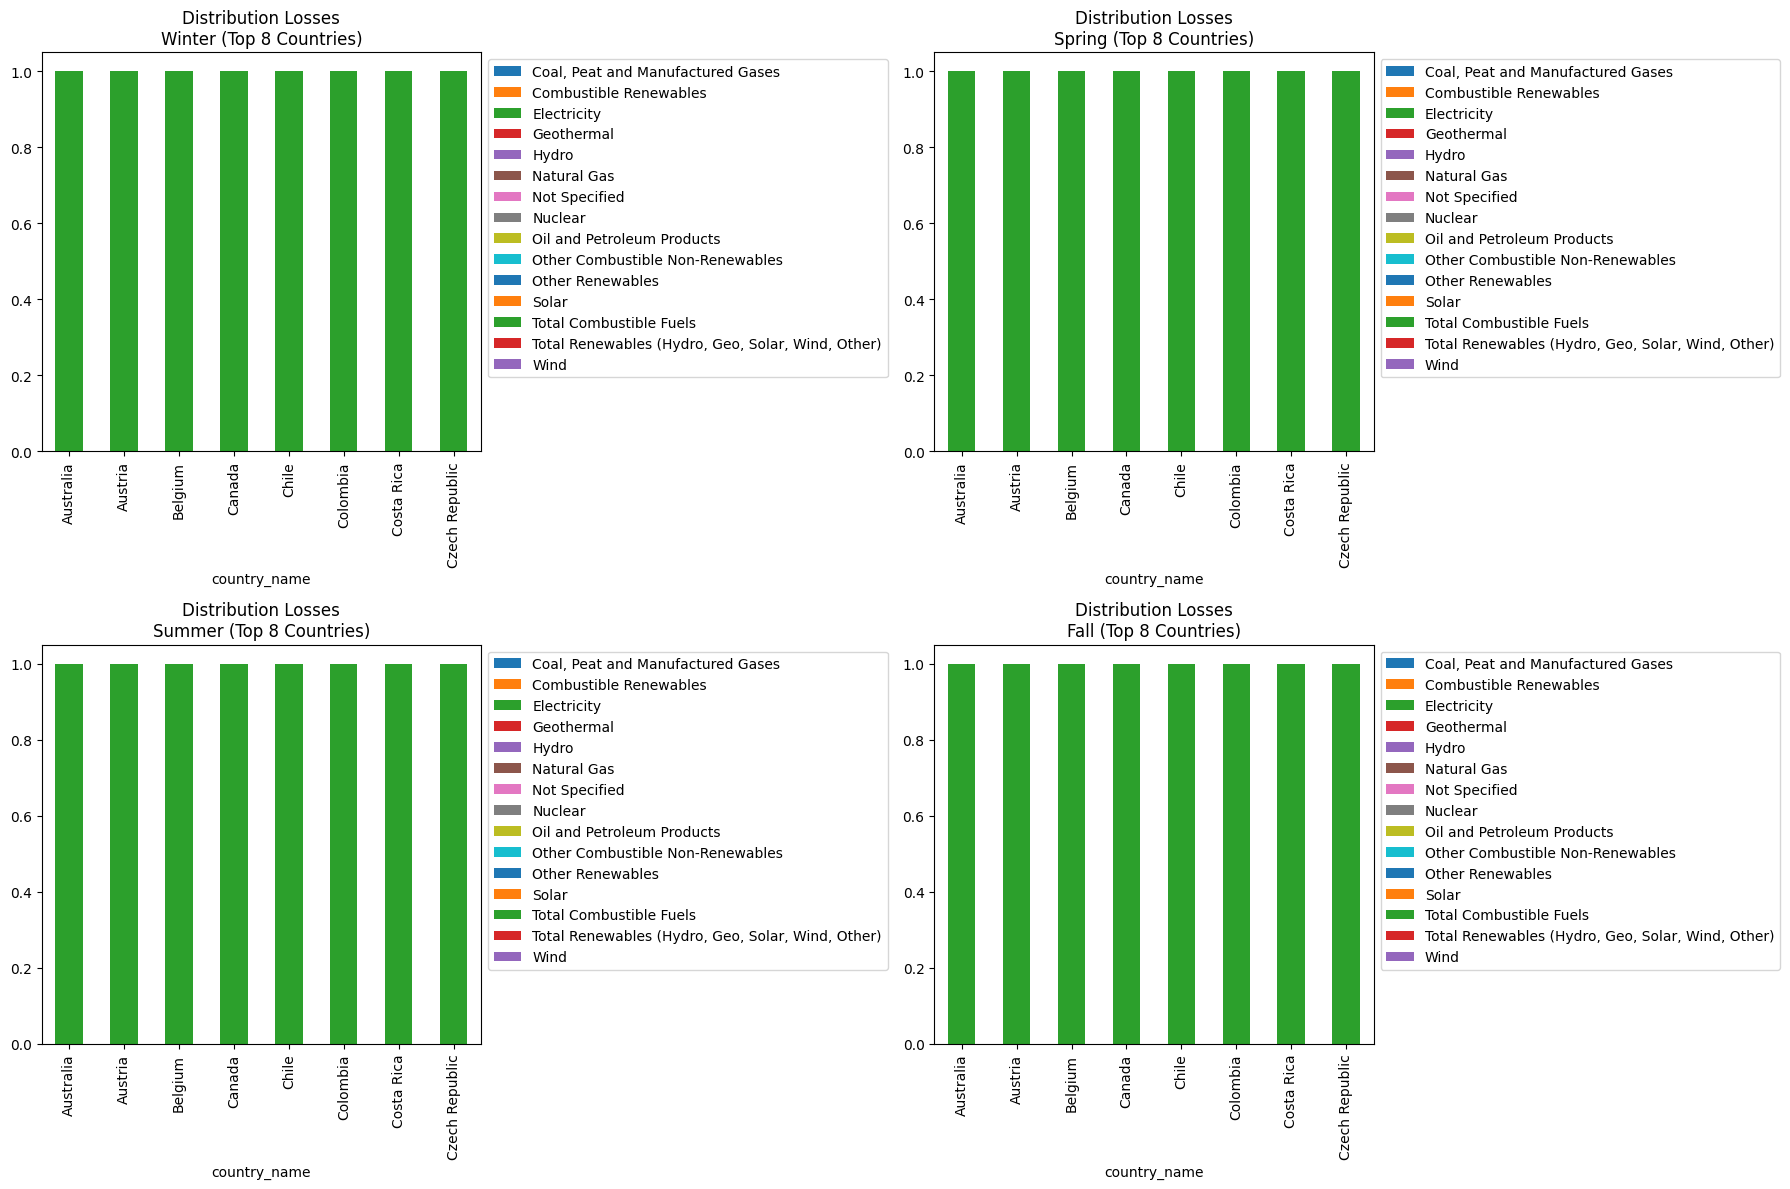 Distribution Losses
Winter (Top 8 Countries)
1.0
0.8
0.6
0.4
0.2
0.0
Australia
Austria
Belgium
Canada
Chile
Colombia
Costa Rica
Czech Republic
country_name
Coal, Peat and Manufactured Gases
Combustible Renewables
Electricity
Geothermal
Hydro
Natural Gas
Not Specified
Nuclear
Oil and Petroleum Products
Other Combustible Non-Renewables
Other Renewables
Solar
Total Combustible Fuels
Total Renewables (Hydro, Geo, Solar, Wind, Other)
Wind
Distribution Losses
Spring (Top 8 Countries)
1.0
0.8
0.6
0.4
0.2
0.0
Australia
Austria
Belgium
Canada
Chile
Colombia
Costa Rica
Czech Republic
country_name
Coal, Peat and Manufactured Gases
Combustible Renewables
Electricity
Geothermal
Hydro
Natural Gas
Not Specified
Nuclear
Oil and Petroleum Products
Other Combustible Non-Renewables
Other Renewables
Solar
Total Combustible Fuels
Total Renewables (Hydro, Geo, Solar, Wind, Other)
Wind
Distribution Losses
Summer (Top 8 Countries)
1.0
0.8
0.6
0.4
0.2
0.0
Australia
Austria
Belgium
Canada
Chile
Colombia
Costa Rica
Czech Republic
country_name
Coal, Peat and Manufactured Gases
Combustible Renewables
Electricity
Geothermal
Hydro
Natural Gas
Not Specified
Nuclear
Oil and Petroleum Products
Other Combustible Non-Renewables
Other Renewables
Solar
Total Combustible Fuels
Total Renewables (Hydro, Geo, Solar, Wind, Other)
Wind
Distribution Losses
Fall (Top 8 Countries)
1.0
0.8
0.6
0.4
0.2
0.0
Australia
Austria
Belgium
Canada
Chile
Colombia
Costa Rica
Czech Republic
country_name
Coal, Peat and Manufactured Gases
Combustible Renewables
Electricity
Geothermal
Hydro
Natural Gas
Not Specified
Nuclear
Oil and Petroleum Products
Other Combustible Non-Renewables
Other Renewables
Solar
Total Combustible Fuels
Total Renewables (Hydro, Geo, Solar, Wind, Other)
Wind